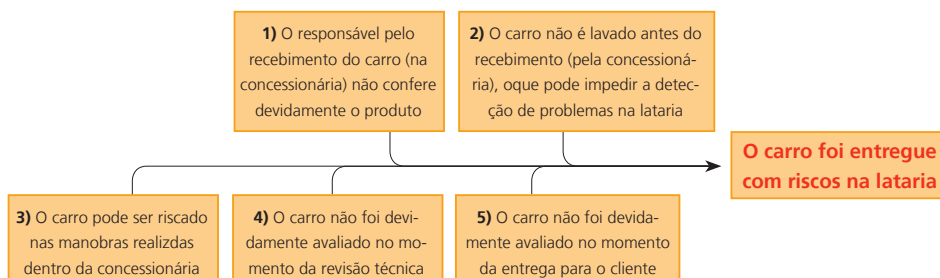 1) O responsável pelo
recebimento do carro (na
concessionária) não confere
devidamente o produto
2) O carro não é lavado antes do
recebimento (pela concessioná-
ria), oque pode impedir a detec-
ção de problemas na lataria
O carro foi entregue
com riscos na lataria
3) O carro pode ser riscado
nas manobras realizdas
dentro da concessionária
4) O carro não foi devi-
damente avaliado no mo-
mento da revisão técnica
5) O carro não foi devida-
mente avaliado no momento
da entrega para o cliente